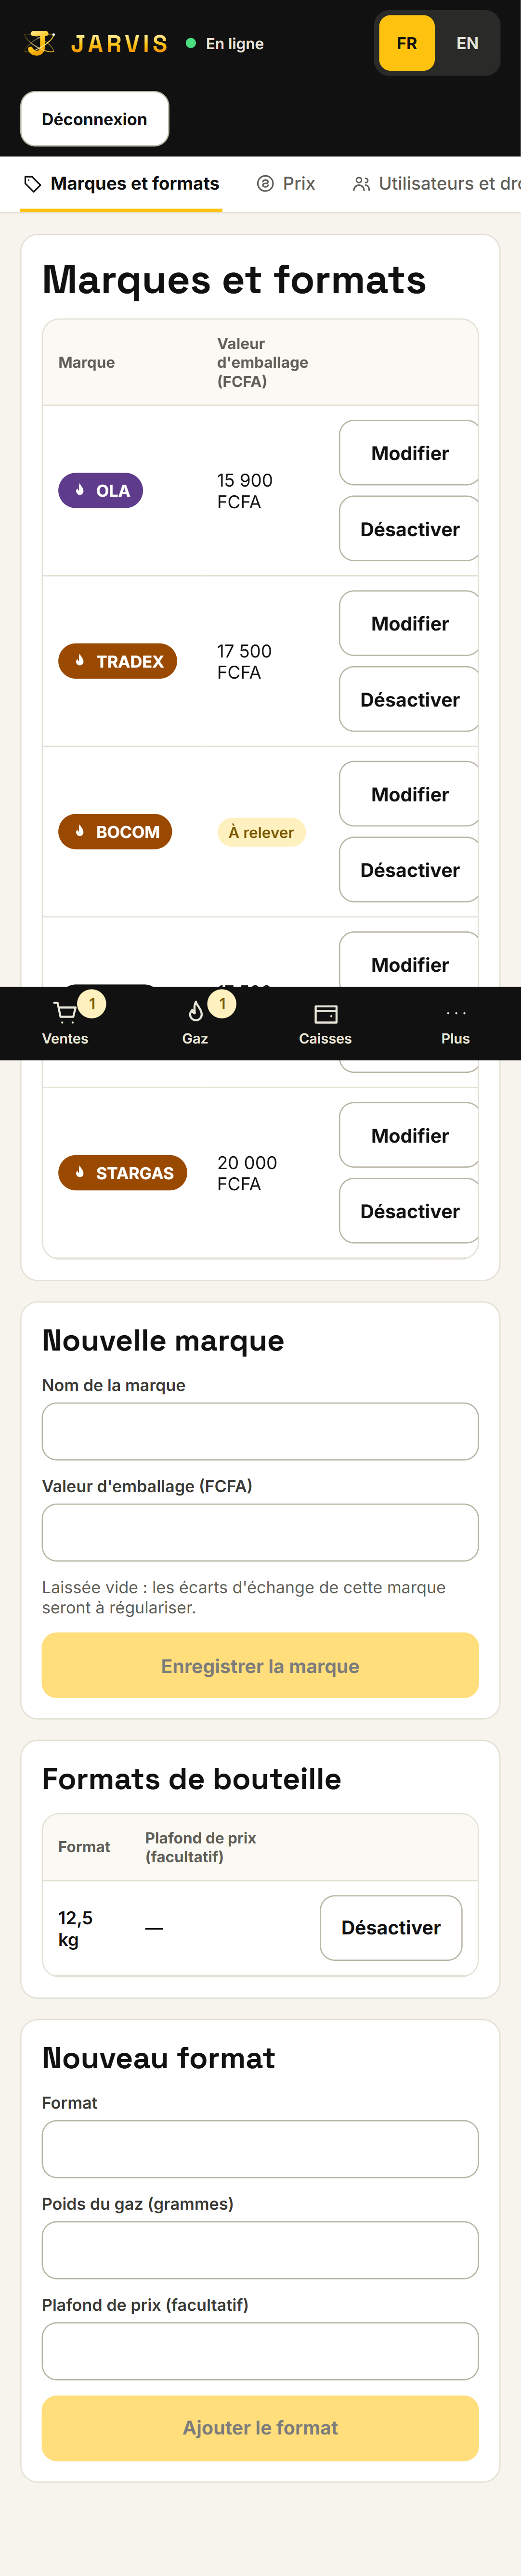 JARVIS
En ligne
FR
EN
Déconnexion
Marques et formats
Prix
Utilisateurs et dro
Marques et formats
Marque
Valeur
d'emballage
(FCFA)
OLA
15 900
FCFA
Modifier
Désactiver
TRADEX
17 500
FCFA
Modifier
Désactiver
BOCOM
À relever
Modifier
Désactiver
Modifier
1
1
Ventes
Gaz
Caisses
Plus
STARGAS
20 000
FCFA
Modifier
Désactiver
Nouvelle marque
Nom de la marque
Valeur d'emballage (FCFA)
Laissée vide : les écarts d'échange de cette marque
seront à régulariser.
Enregistrer la marque
Formats de bouteille
Format
Plafond de prix
(facultatif)
12,5
kg
—
Désactiver
Nouveau format
Format
Poids du gaz (grammes)
Plafond de prix (facultatif)
Ajouter le format